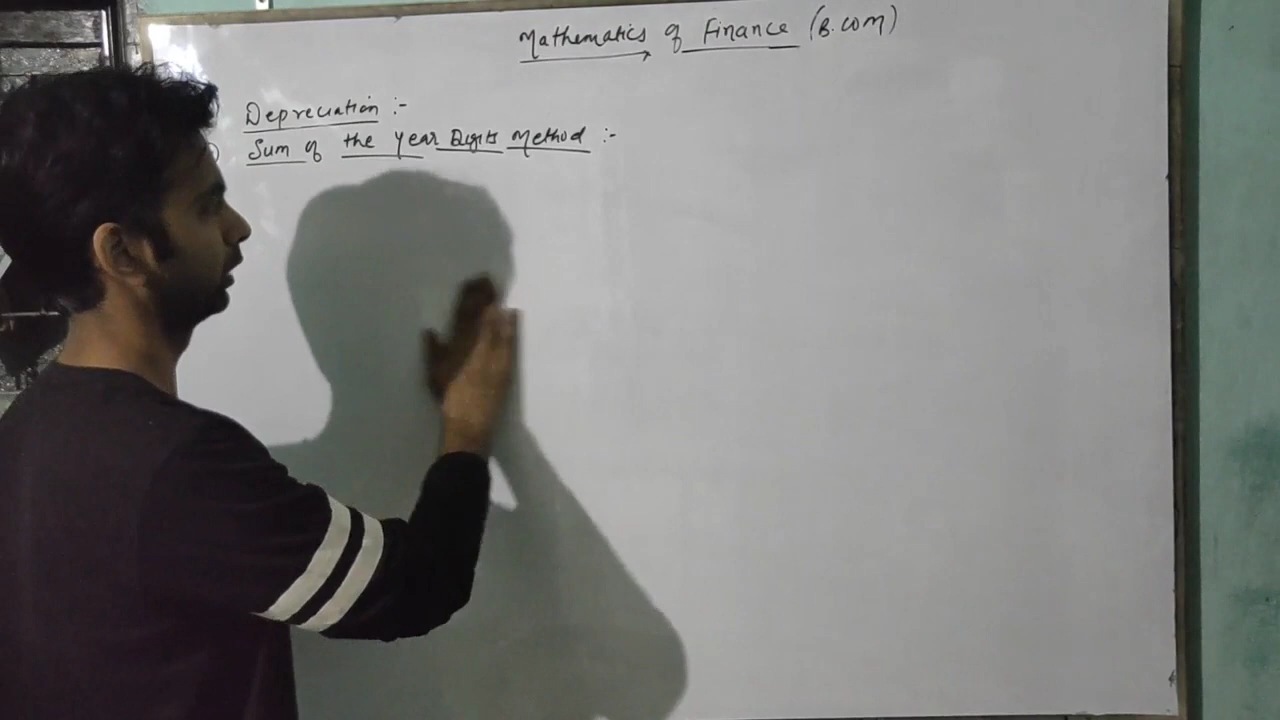 Mathematics of Finance (B.com)
Depreciation :-
Sum of the year Digits Method :-